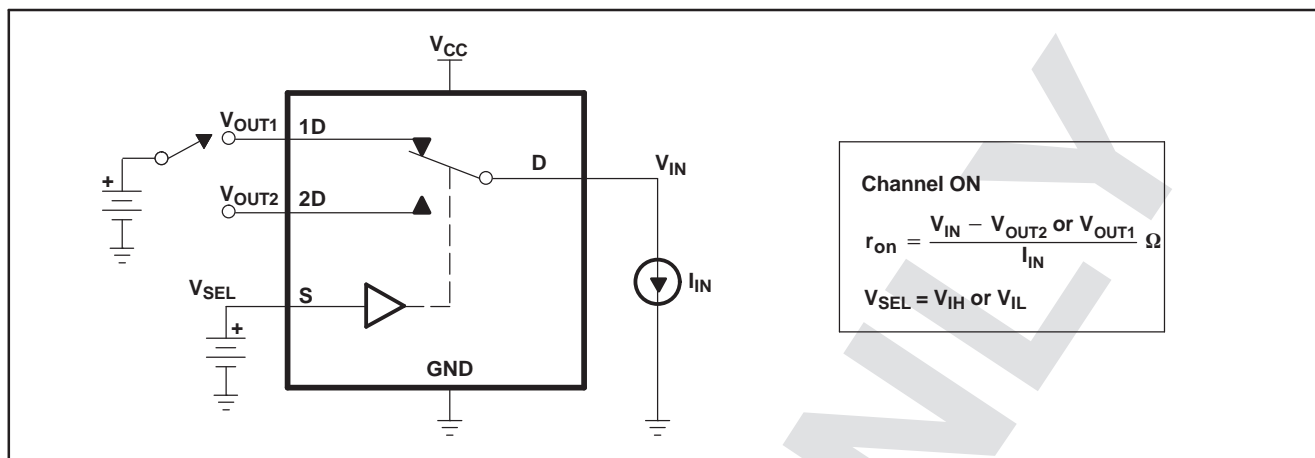 VCC
VOUT1
1D
D
VIN
VOUT2
2D
+
IIN
VSEL
S
+
GND
Channel ON
ron = VIN − VOUT2 or VOUT1 / IIN Ω
VSEL = VIH or VIL
NLY